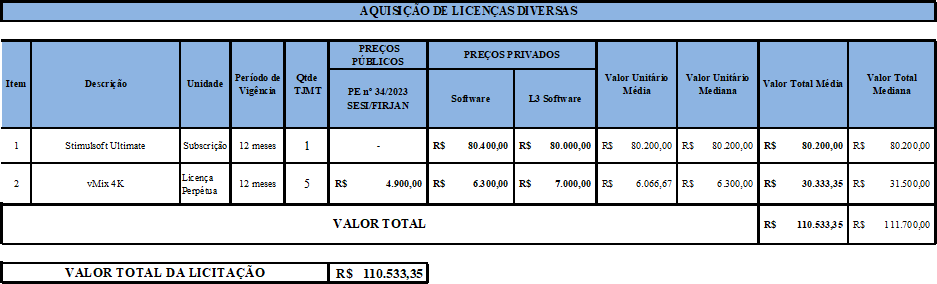 AQUISIÇÃO DE LICENÇAS DIVERSAS
Item Descrição Unidade Período de Vigência Qtde TJMT PREÇOS PÚBLICOS PREÇOS PRIVADOS Valor Unitário Média Valor Unitário Mediana Valor Total Média Valor Total Mediana
PE nº 34/2023 SESI/FIRJAN Software L3 Software
1 Stimulsoft Ultimate Subscrição 12 meses 1 - R$ 80.400,00 R$ 80.000,00 R$ 80.200,00 R$ 80.200,00 R$ 80.200,00 R$ 80.200,00
2 vMix 4K Licença Perpétua 12 meses 5 R$ 4.900,00 R$ 6.300,00 R$ 7.000,00 R$ 6.066,67 R$ 6.300,00 R$ 30.333,35 R$ 31.500,00
VALOR TOTAL R$ 110.533,35 R$ 111.700,00
VALOR TOTAL DA LICITAÇÃO R$ 110.533,35